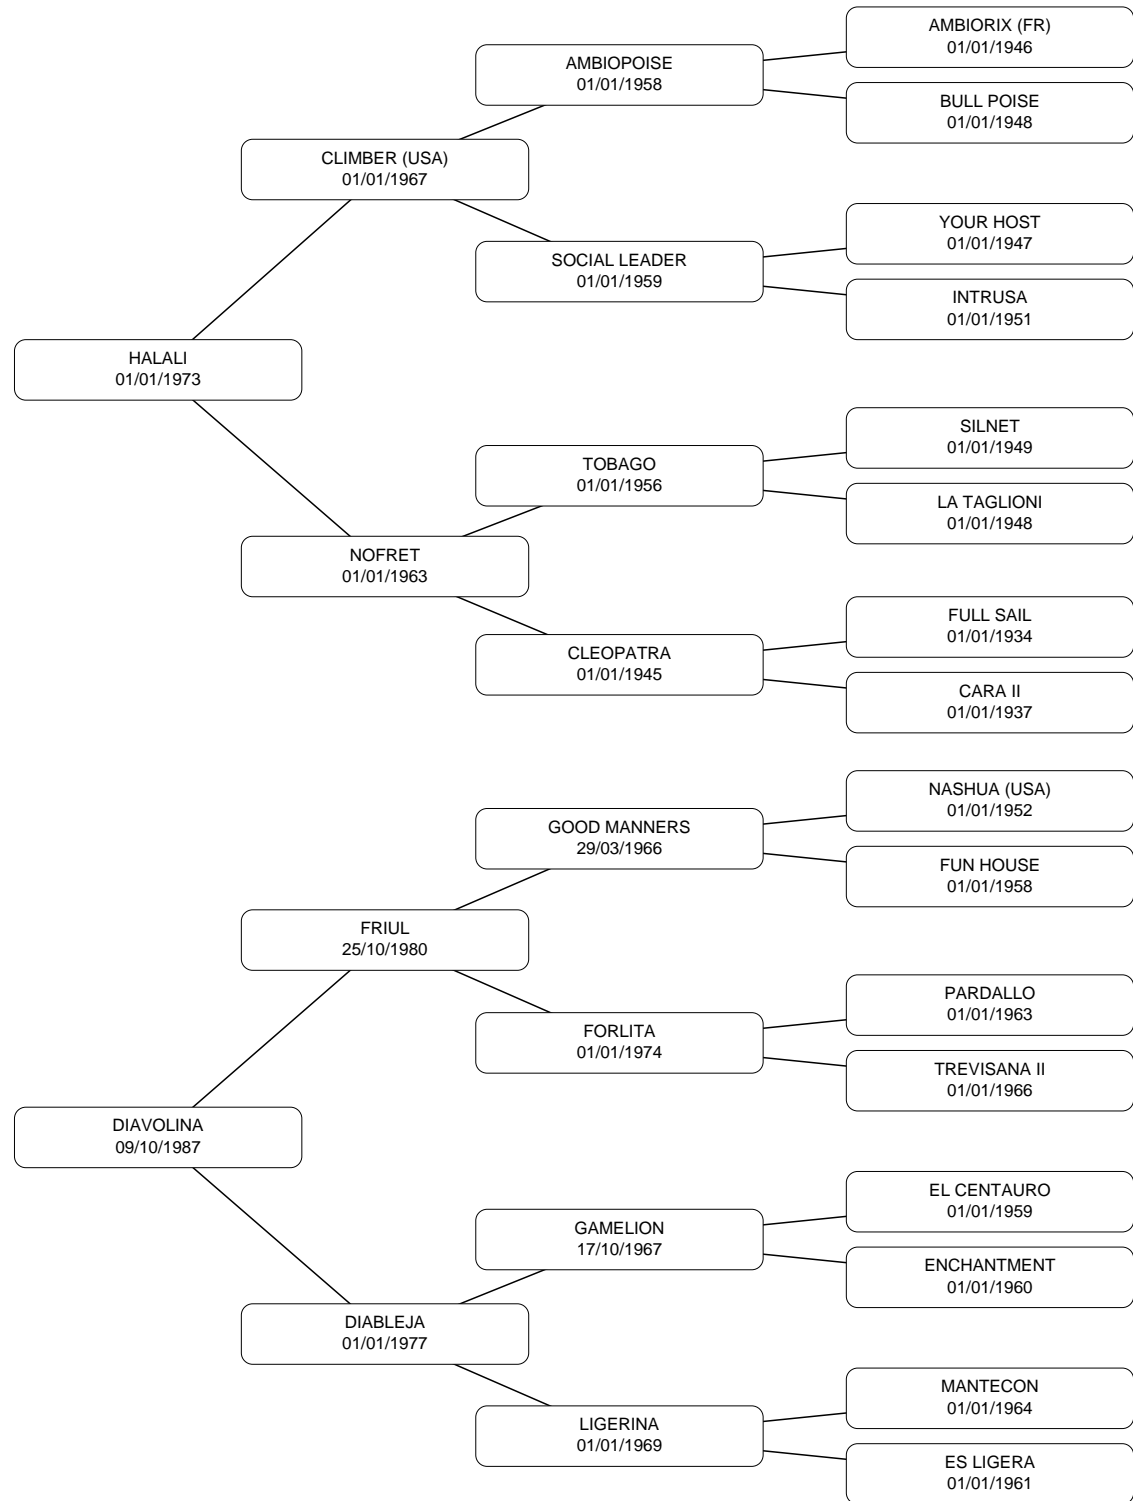 AMBIORIX (FR)
01/01/1946
AMBIOPOISE
01/01/1958
BULL POISE
01/01/1948
CLIMBER (USA)
01/01/1967
YOUR HOST
01/01/1947
SOCIAL LEADER
01/01/1959
INTRUSA
01/01/1951
HALALI
01/01/1973
SILNET
01/01/1949
TOBAGO
01/01/1956
LA TAGLIONI
01/01/1948
NOFRET
01/01/1963
FULL SAIL
01/01/1934
CLEOPATRA
01/01/1945
CARA II
01/01/1937
NASHUA (USA)
01/01/1952
GOOD MANNERS
29/03/1966
FUN HOUSE
01/01/1958
FRIUL
25/10/1980
PARDALLO
01/01/1963
FORLITA
01/01/1974
TREVISANA II
01/01/1966
DIAVOLINA
09/10/1987
EL CENTAURO
01/01/1959
GAMELION
17/10/1967
ENCHANTMENT
01/01/1960
DIABLEJA
01/01/1977
MANTECON
01/01/1964
LIGERINA
01/01/1969
ES LIGERA
01/01/1961